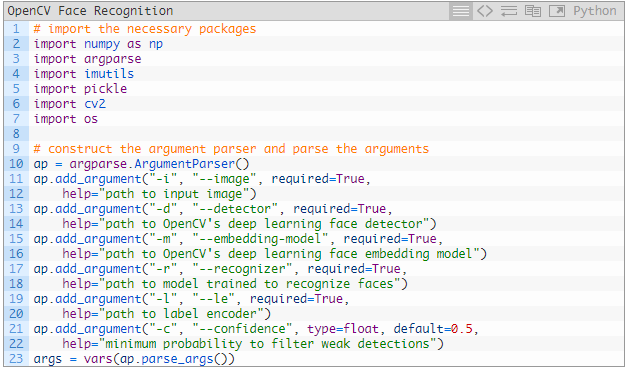 OpenCV Face Recognition
Python
1 # import the necessary packages
2 import numpy as np
3 import argparse
4 import imutils
5 import pickle
6 import cv2
7 import os
8
9 # construct the argument parser and parse the arguments
10 ap = argparse.ArgumentParser()
11 ap.add_argument("-i", "--image", required=True,
12     help="path to input image")
13 ap.add_argument("-d", "--detector", required=True,
14     help="path to OpenCV's deep learning face detector")
15 ap.add_argument("-m", "--embedding-model", required=True,
16     help="path to OpenCV's deep learning face embedding model")
17 ap.add_argument("-r", "--recognizer", required=True,
18     help="path to model trained to recognize faces")
19 ap.add_argument("-l", "--le", required=True,
20     help="path to label encoder")
21 ap.add_argument("-c", "--confidence", type=float, default=0.5,
22     help="minimum probability to filter weak detections")
23 args = vars(ap.parse_args())